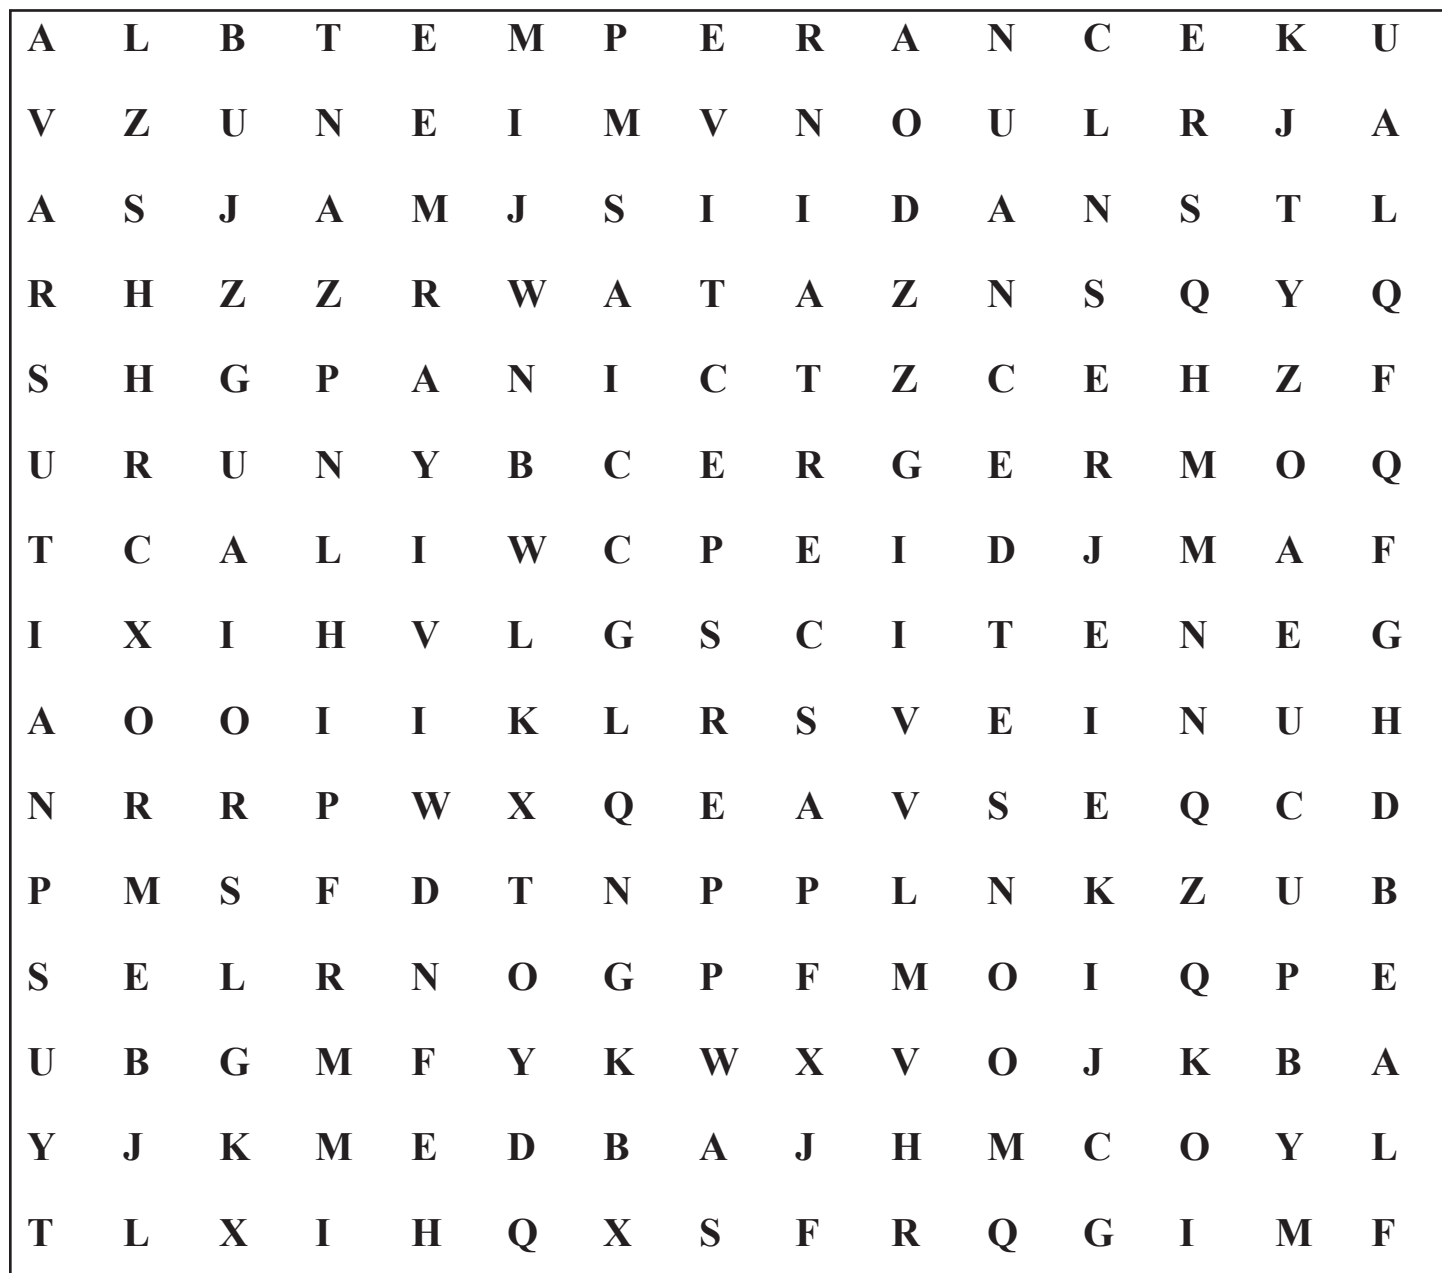 A L B T E M P E R A N C E K U
V Z U N E I M V N O U L R J A
A S J A M J S I I D A N S T L
R H Z Z R W A T A Z N S Q Y Q
S H G P A N I C T Z C E H Z F
U R U N Y B C E R G E R M O Q
T C A L I W C P E I D J M A F
I X I H V L G S C I T E N E G
A O O I I K L R S V E I N U H
N R R P W X Q E A V S E Q C D
P M S F D T N P P L N K Z U B
S E L R N O G P F M O I Q P E
U B G M F Y K W X V O J K B A
Y J K M E D B A J H M C O Y L
T L X I H Q X S F R Q G I M F